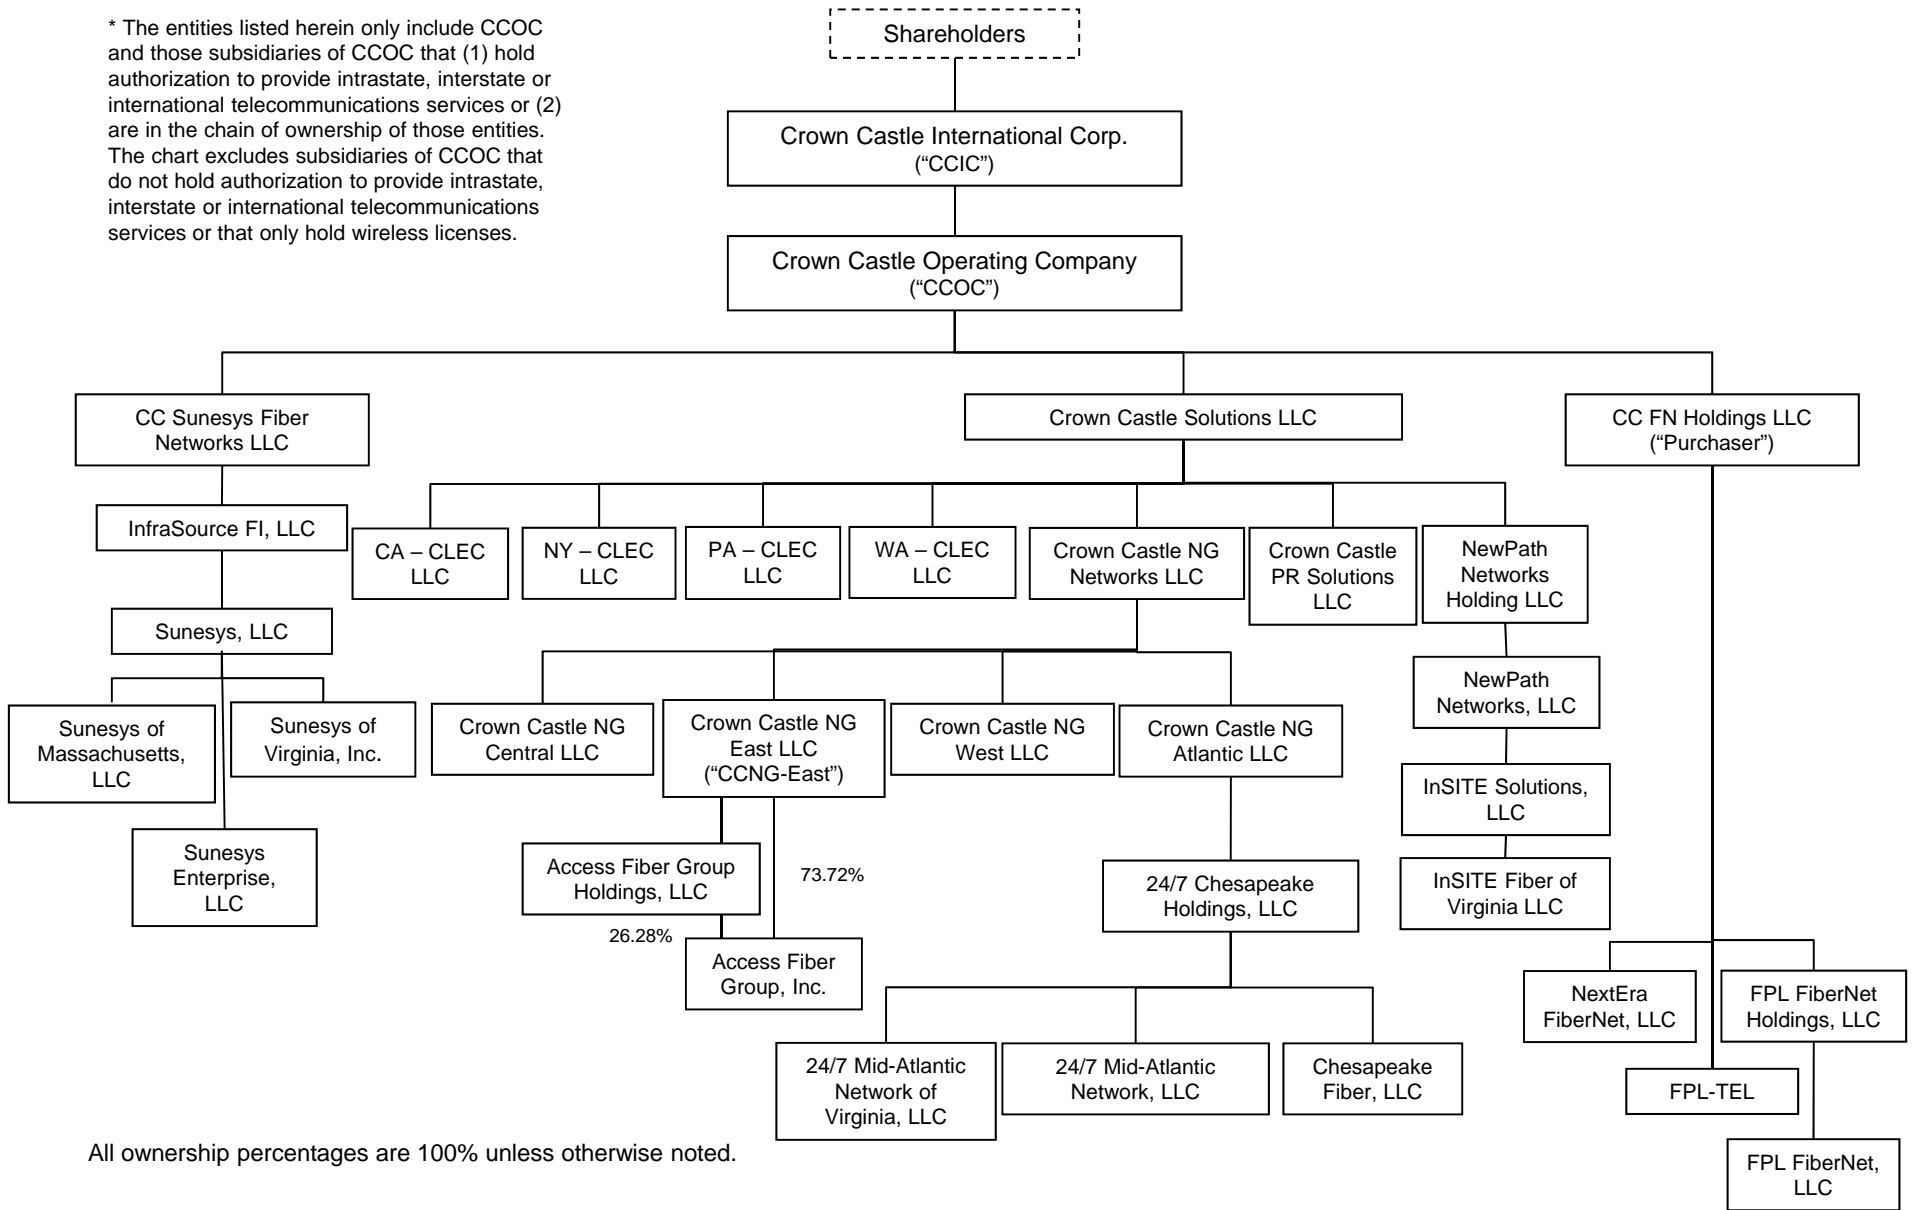 * The entities listed herein only include CCOC
and those subsidiaries of CCOC that (1) hold
authorization to provide intrastate, interstate or
international telecommunications services or (2)
are in the chain of ownership of those entities.
The chart excludes subsidiaries of CCOC that
do not hold authorization to provide intrastate,
interstate or international telecommunications
services or that only hold wireless licenses.
Shareholders
Crown Castle International Corp.
(“CCIC”)
Crown Castle Operating Company
(“CCOC”)
CC Sunesys Fiber
Networks LLC
Crown Castle Solutions LLC
CC FN Holdings LLC
(“Purchaser”)
InfraSource FI, LLC
CA – CLEC
LLC
NY – CLEC
LLC
PA – CLEC
LLC
WA – CLEC
LLC
Crown Castle NG
Networks LLC
Crown Castle
PR Solutions
LLC
NewPath
Networks
Holding LLC
Sunesys, LLC
NewPath
Networks, LLC
Sunesys of
Massachusetts,
LLC
Sunesys of
Virginia, Inc.
Crown Castle NG
Central LLC
Crown Castle NG
East LLC
(“CCNG-East”)
Crown Castle NG
West LLC
Crown Castle NG
Atlantic LLC
InSITE Solutions,
LLC
Sunesys
Enterprise,
LLC
Access Fiber Group
Holdings, LLC
73.72%
24/7 Chesapeake
Holdings, LLC
InSITE Fiber of
Virginia LLC
26.28%
Access Fiber
Group, Inc.
NextEra
FiberNet, LLC
FPL FiberNet
Holdings, LLC
24/7 Mid-Atlantic
Network of
Virginia, LLC
24/7 Mid-Atlantic
Network, LLC
Chesapeake
Fiber, LLC
FPL-TEL
All ownership percentages are 100% unless otherwise noted.
FPL FiberNet,
LLC